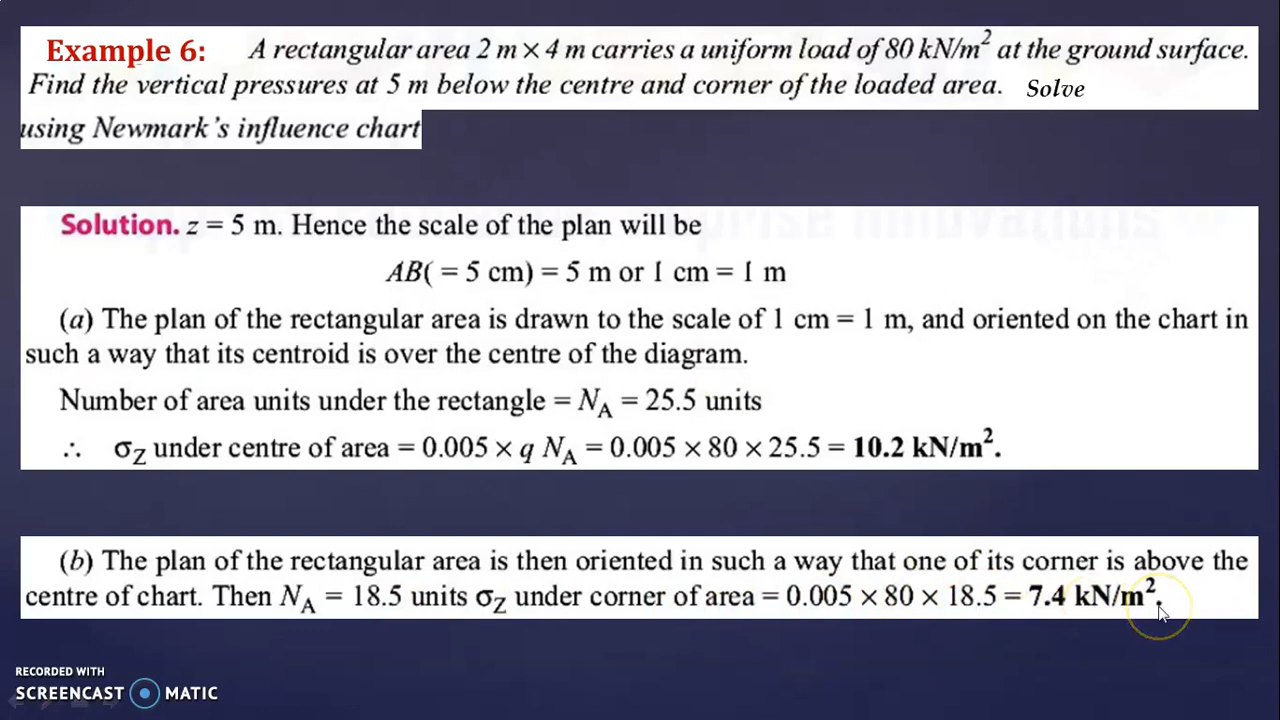 Example 6: A rectangular area 2 m × 4 m carries a uniform load of 80 kN/m² at the ground surface.
Find the vertical pressures at 5 m below the centre and corner of the loaded area. Solve
using Newmark's influence chart
Solution. z = 5 m. Hence the scale of the plan will be
AB( = 5 cm) = 5 m or 1 cm = 1 m
(a) The plan of the rectangular area is drawn to the scale of 1 cm = 1 m, and oriented on the chart in
such a way that its centroid is over the centre of the diagram.
Number of area units under the rectangle = N_A = 25.5 units
∴ σ_Z under centre of area = 0.005 × q N_A = 0.005 × 80 × 25.5 = 10.2 kN/m².
(b) The plan of the rectangular area is then oriented in such a way that one of its corner is above the
centre of chart. Then N_A = 18.5 units σ_Z under corner of area = 0.005 × 80 × 18.5 = 7.4 kN/m².
RECORDED WITH
SCREENCAST MATIC